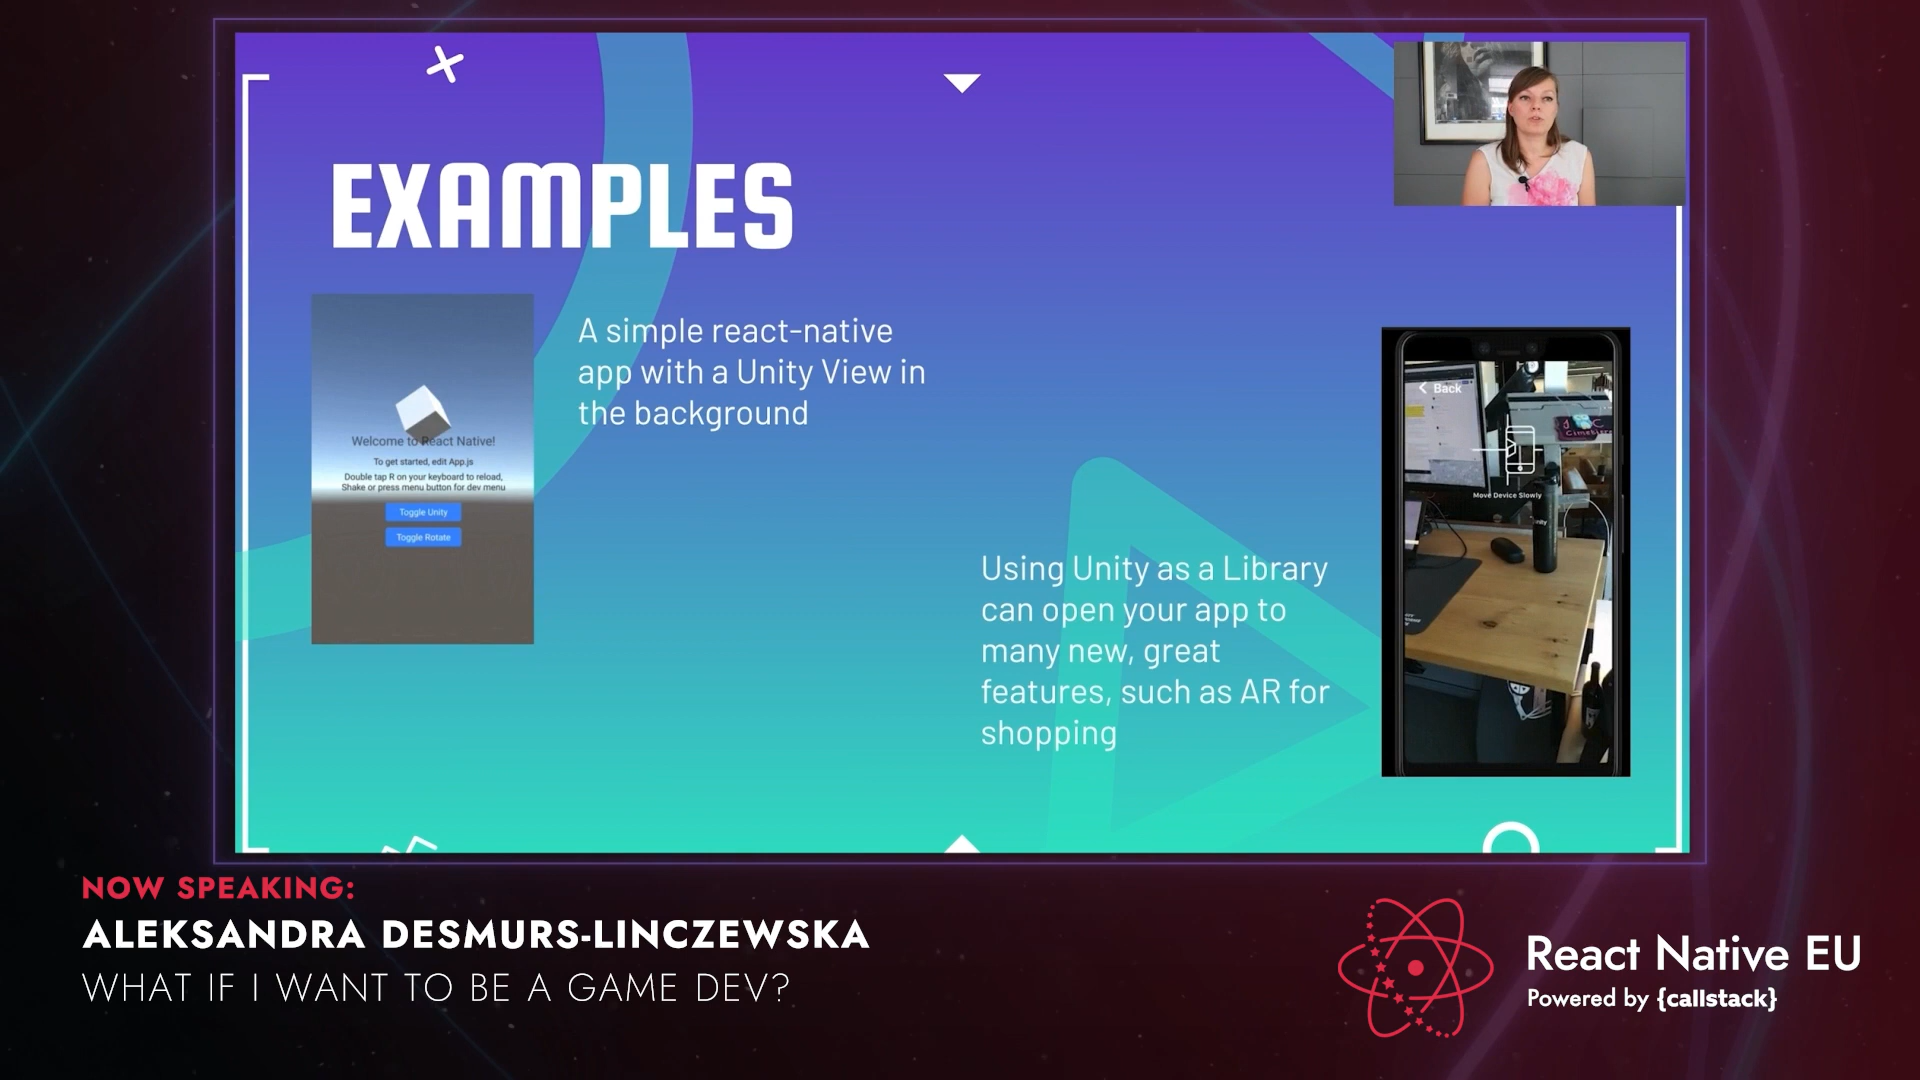 EXAMPLES
Welcome to React Native!
To get started, edit App.js
Double tap R on your keyboard to reload,
Shake or press menu button for dev menu
Toggle Unity
Toggle Rotate
A simple react-native
app with a Unity View in
the background
Using Unity as a Library
can open your app to
many new, great
features, such as AR for
shopping
Back
Move Device Slowly
NOW SPEAKING:
ALEKSANDRA DESMURS-LINCZEWSKA
WHAT IF I WANT TO BE A GAME DEV?
React Native EU
Powered by {callstack}